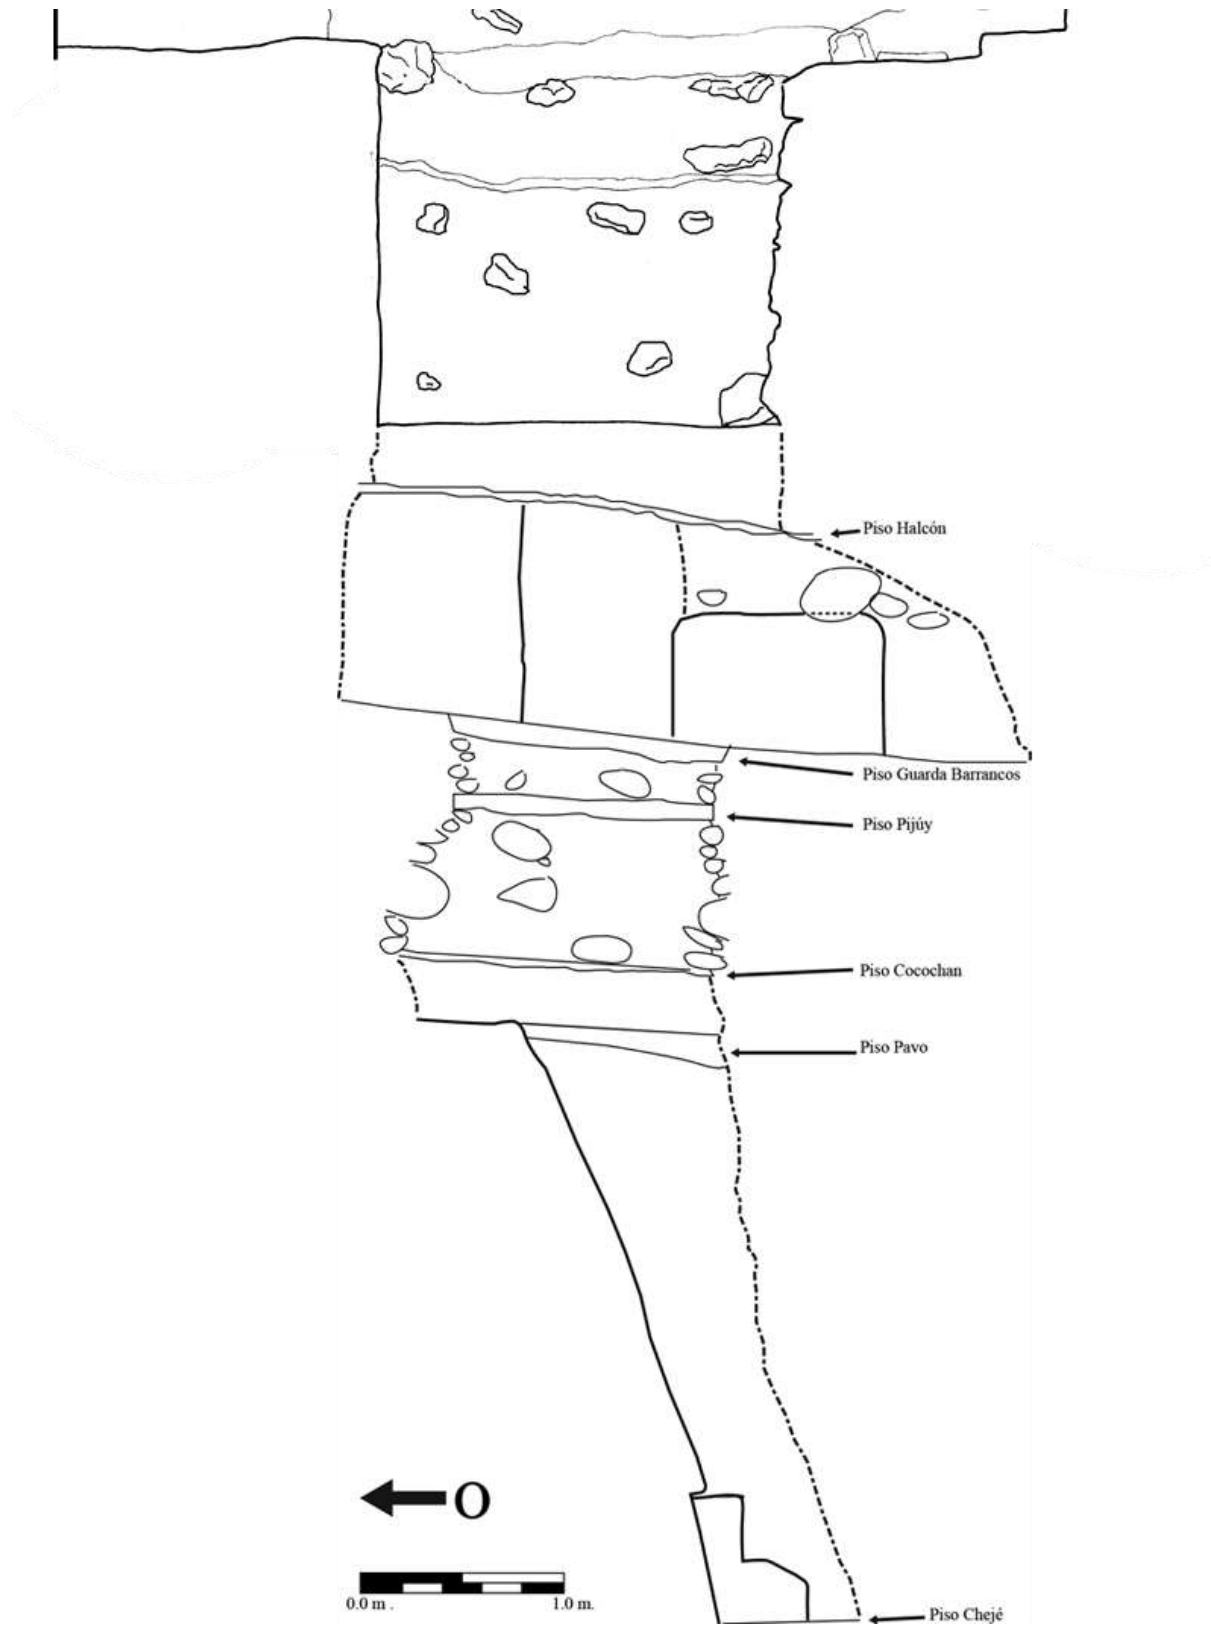 Piso Halcón
Piso Guarda Barrancos
Piso Pijúy
Piso Cocochan
Piso Pavo
O
0.0 m .
1.0 m.
Piso Chejé